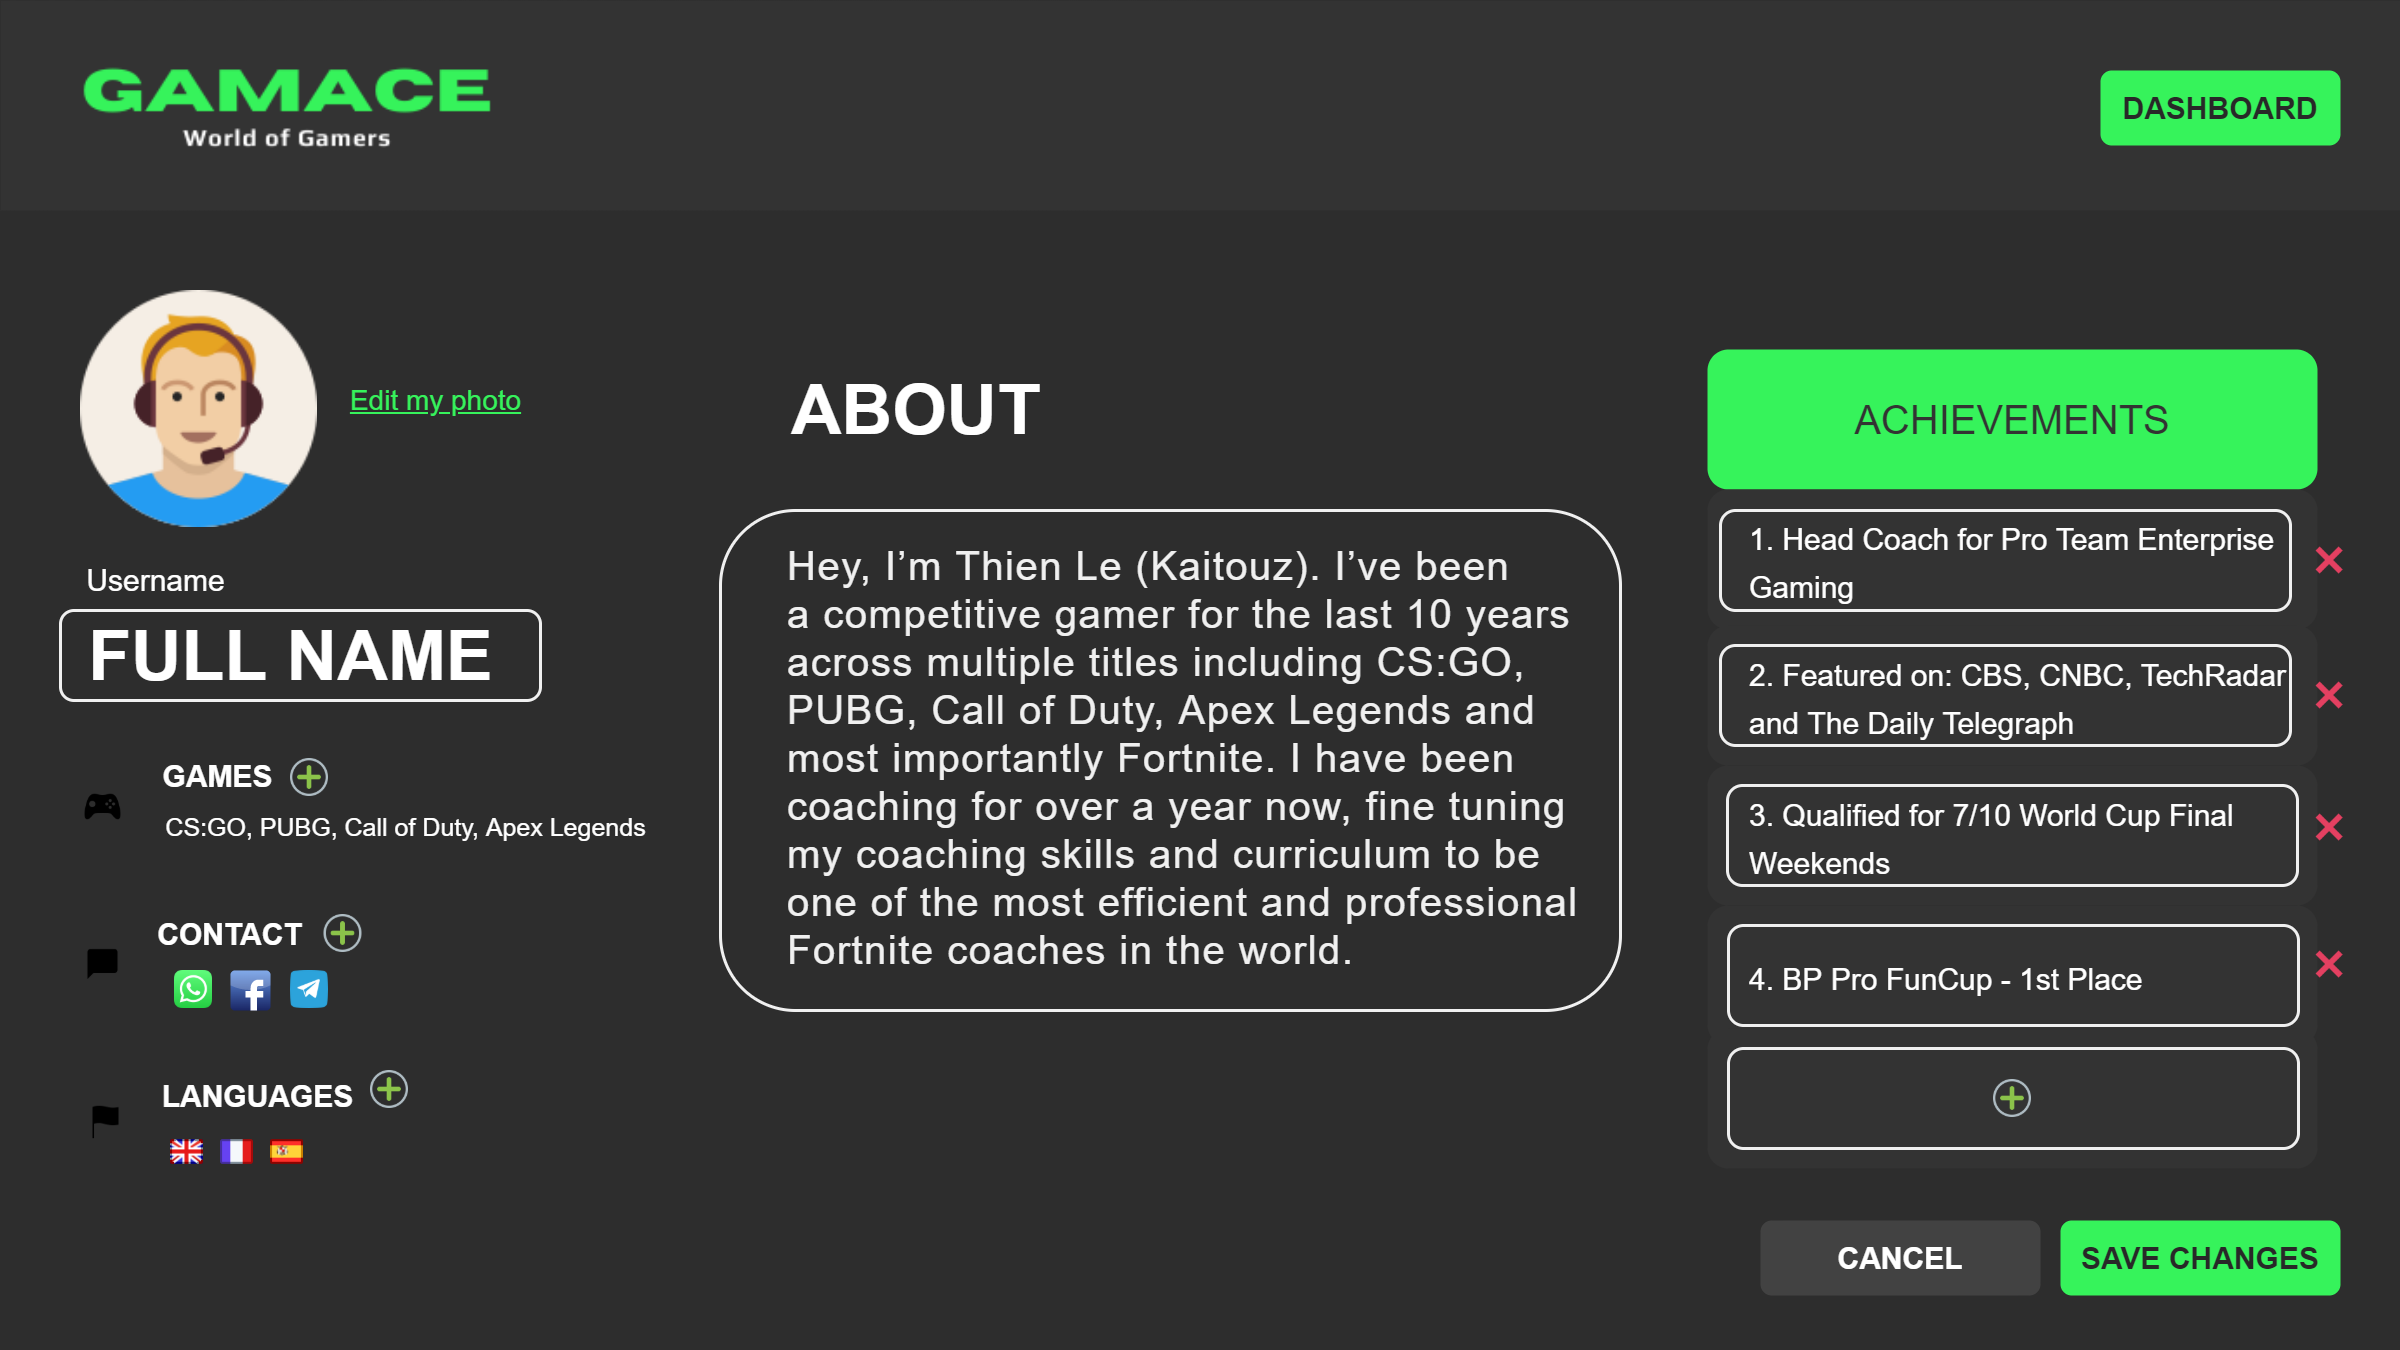 GAMACE
World of Gamers
DASHBOARD
Edit my photo
Username
FULL NAME
GAMES
CS:GO, PUBG, Call of Duty, Apex Legends
CONTACT
LANGUAGES
ABOUT
Hey, I’m Thien Le (Kaitouz). I’ve been
a competitive gamer for the last 10 years
across multiple titles including CS:GO,
PUBG, Call of Duty, Apex Legends and
most importantly Fortnite. I have been
coaching for over a year now, fine tuning
my coaching skills and curriculum to be
one of the most efficient and professional
Fortnite coaches in the world.
ACHIEVEMENTS
1. Head Coach for Pro Team Enterprise
Gaming
2. Featured on: CBS, CNBC, TechRadar
and The Daily Telegraph
3. Qualified for 7/10 World Cup Final
Weekends
4. BP Pro FunCup - 1st Place
CANCEL
SAVE CHANGES